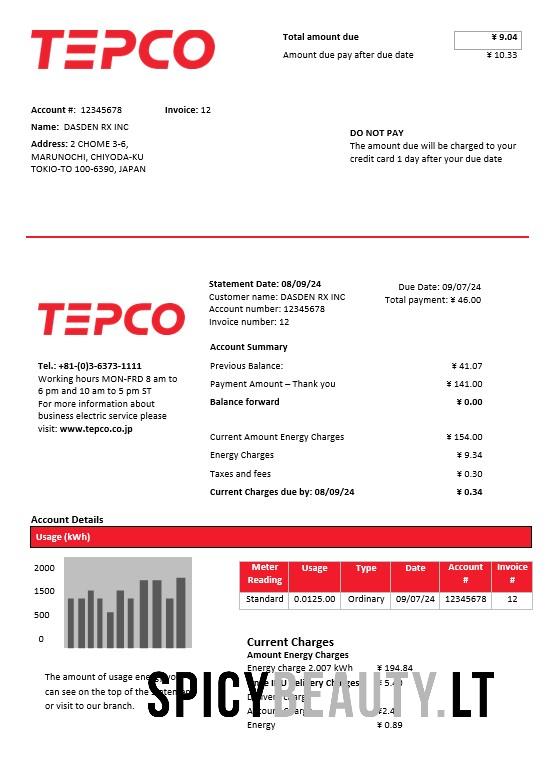 TEPCO
Total amount due ¥ 9.04
Amount due pay after due date ¥ 10.33
Account #: 12345678 Invoice: 12
Name: DASDEN RX INC
Address: 2 CHOME 3-6,
MARUNOCHI, CHIYODA-KU
TOKIO-TO 100-6390, JAPAN
DO NOT PAY
The amount due will be charged to your
credit card 1 day after your due date
TEPCO
Tel.: +81-(0)3-6373-1111
Working hours MON-FRD 8 am to
6 pm and 10 am to 5 pm ST
For more information about
business electric service please
visit: www.tepco.co.jp
Statement Date: 08/09/24
Customer name: DASDEN RX INC
Account number: 12345678
Invoice number: 12
Due Date: 09/07/24
Total payment: ¥ 46.00
Account Summary
Previous Balance: ¥ 41.07
Payment Amount – Thank you ¥ 141.00
Balance forward ¥ 0.00
Current Amount Energy Charges ¥ 154.00
Energy Charges ¥ 9.34
Taxes and fees ¥ 0.30
Current Charges due by: 08/09/24 ¥ 0.34
Account Details
Usage (kWh)
2000
1500
500
0
Meter Reading Usage Type Date Account # Invoice #
Standard 0.0125.00 Ordinary 09/07/24 12345678 12
The amount of usage energy you
can see on the top of the statement
or visit to our branch.
Current Charges
Amount Energy Charges
Energy charge 2.007 kWh ¥ 194.84
Delivery Charges ¥ 5.
¥2.4
Energy ¥ 0.89
SPICYBEAUTY.LT